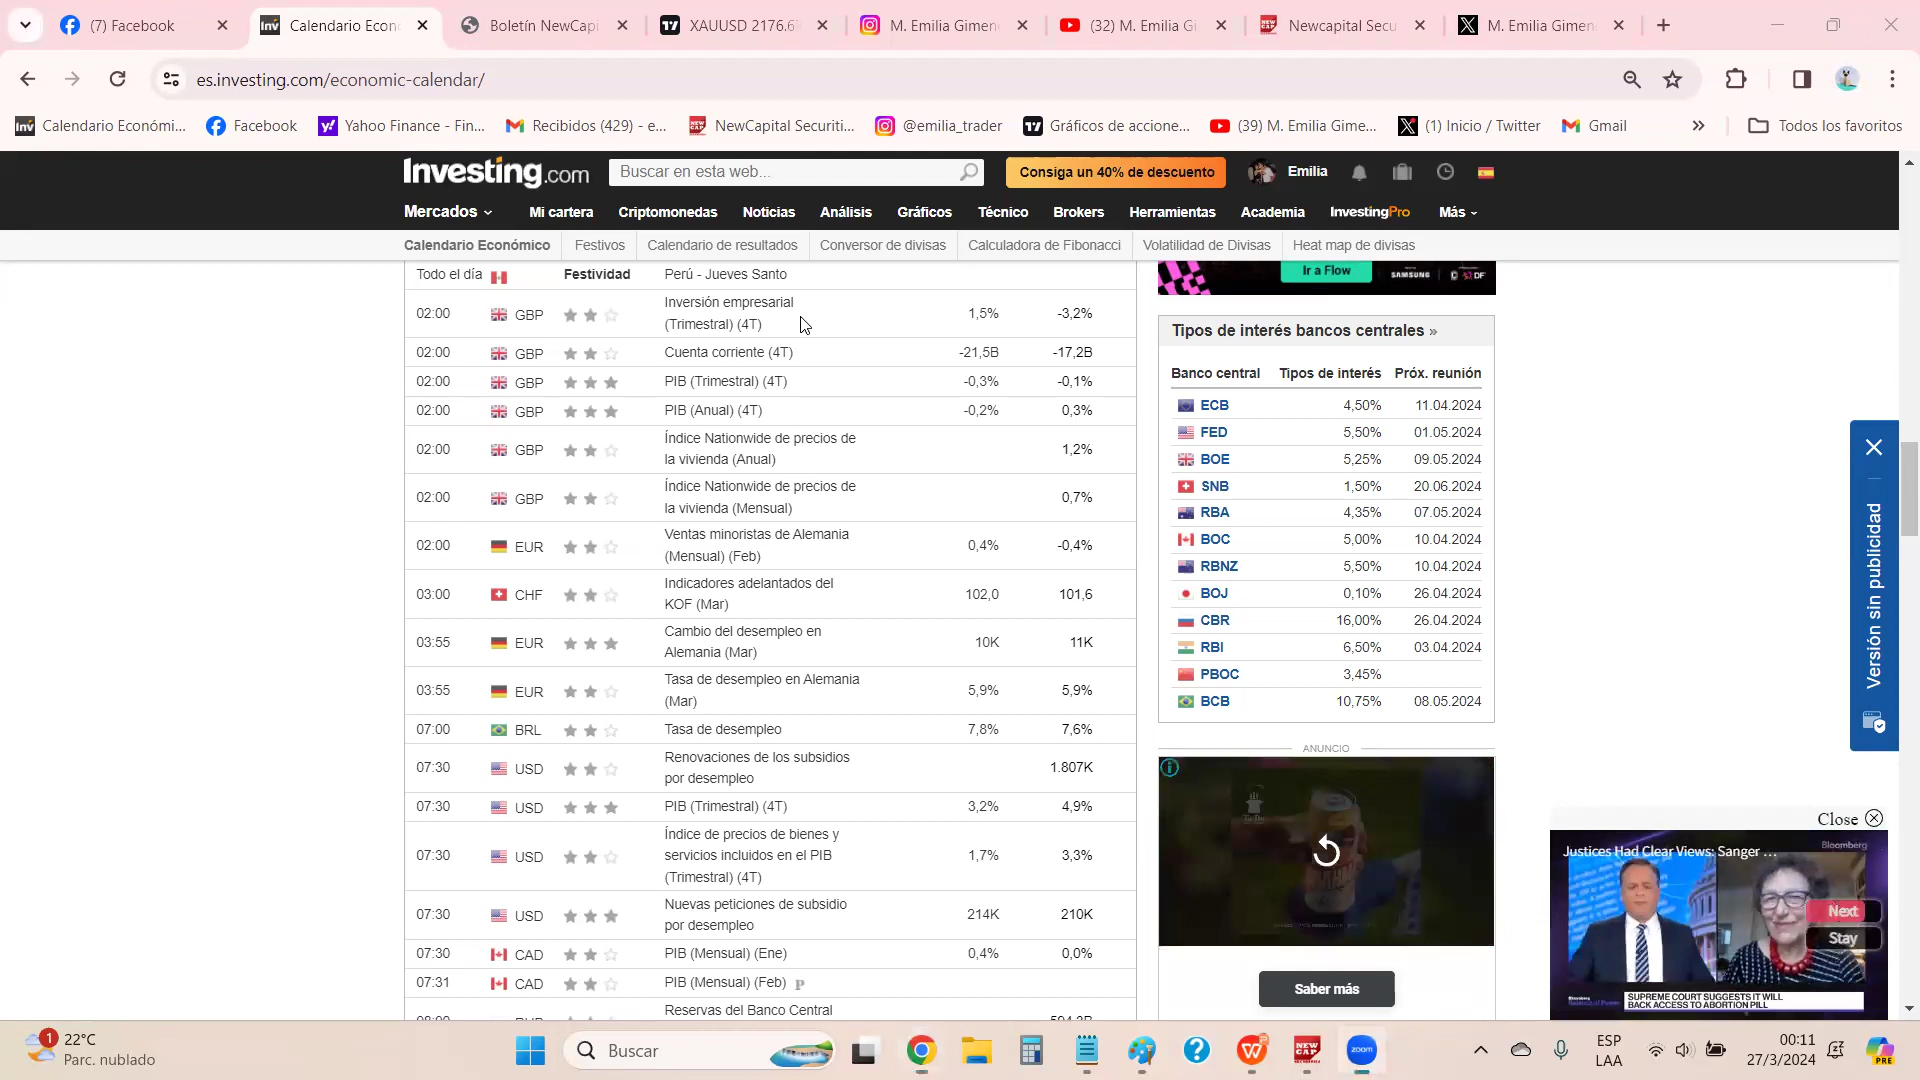 (7) Facebook
Calendario Econ
Boletín NewCapi
XAUUSD 2176.6
M. Emilia Gimen
(32) M. Emilia Gi
Newcapital Secu
M. Emilia Gimen
es.investing.com/economic-calendar/
Calendario Económi...
Facebook
Yahoo Finance - Fin...
Recibidos (429) - e...
NewCapital Securiti...
@emilia_trader
Gráficos de accione...
(39) M. Emilia Gime...
(1) Inicio / Twitter
Gmail
Todos los favoritos
Investing.com
Buscar en esta web...
Consiga un 40% de descuento
Emilia
Mercados
Mi cartera
Criptomonedas
Noticias
Análisis
Gráficos
Técnico
Brokers
Herramientas
Academia
InvestingPro
Más
Calendario Económico
Festivos
Calendario de resultados
Conversor de divisas
Calculadora de Fibonacci
Volatilidad de Divisas
Heat map de divisas
Todo el día Festividad Perú - Jueves Santo
02:00 GBP Inversión empresarial 1,5% -3,2%
(Trimestral) (4T)
02:00 GBP Cuenta corriente (4T) -21,5B -17,2B
02:00 GBP PIB (Trimestral) (4T) -0,3% -0,1%
02:00 GBP PIB (Anual) (4T) -0,2% 0,3%
02:00 GBP Índice Nationwide de precios de 1,2%
la vivienda (Anual)
02:00 GBP Índice Nationwide de precios de 0,7%
la vivienda (Mensual)
02:00 EUR Ventas minoristas de Alemania 0,4% -0,4%
(Mensual) (Feb)
03:00 CHF Indicadores adelantados del 102,0 101,6
KOF (Mar)
03:55 EUR Cambio del desempleo en 10K 11K
Alemania (Mar)
03:55 EUR Tasa de desempleo en Alemania 5,9% 5,9%
(Mar)
07:00 BRL Tasa de desempleo 7,8% 7,6%
07:30 USD Renovaciones de los subsidios 1.807K
por desempleo
07:30 USD PIB (Trimestral) (4T) 3,2% 4,9%
07:30 USD Índice de precios de bienes y 1,7% 3,3%
servicios incluidos en el PIB
(Trimestral) (4T)
07:30 USD Nuevas peticiones de subsidio 214K 210K
por desempleo
07:30 CAD PIB (Mensual) (Ene) 0,4% 0,0%
07:31 CAD PIB (Mensual) (Feb) P
Reservas del Banco Central
Ir a Flow
SAMSUNG
Tipos de interés bancos centrales »
Banco central Tipos de interés Próx. reunión
ECB 4,50% 11.04.2024
FED 5,50% 01.05.2024
BOE 5,25% 09.05.2024
SNB 1,50% 20.06.2024
RBA 4,35% 07.05.2024
BOC 5,00% 10.04.2024
RBNZ 5,50% 10.04.2024
BOJ 0,10% 26.04.2024
CBR 16,00% 26.04.2024
RBI 6,50% 03.04.2024
PBOC 3,45%
BCB 10,75% 08.05.2024
ANUNCIO
Saber más
Versión sin publicidad
Close
Justices Had Clear Views: Sanger ...
Bloomberg
Next
Stay
SUPREME COURT SUGGESTS IT WILL
BACK ACCESS TO ABORTION PILL
1
22°C
Parc. nublado
Buscar
NEW CAP
zoom
ESP
LAA
00:11
27/3/2024
PRE